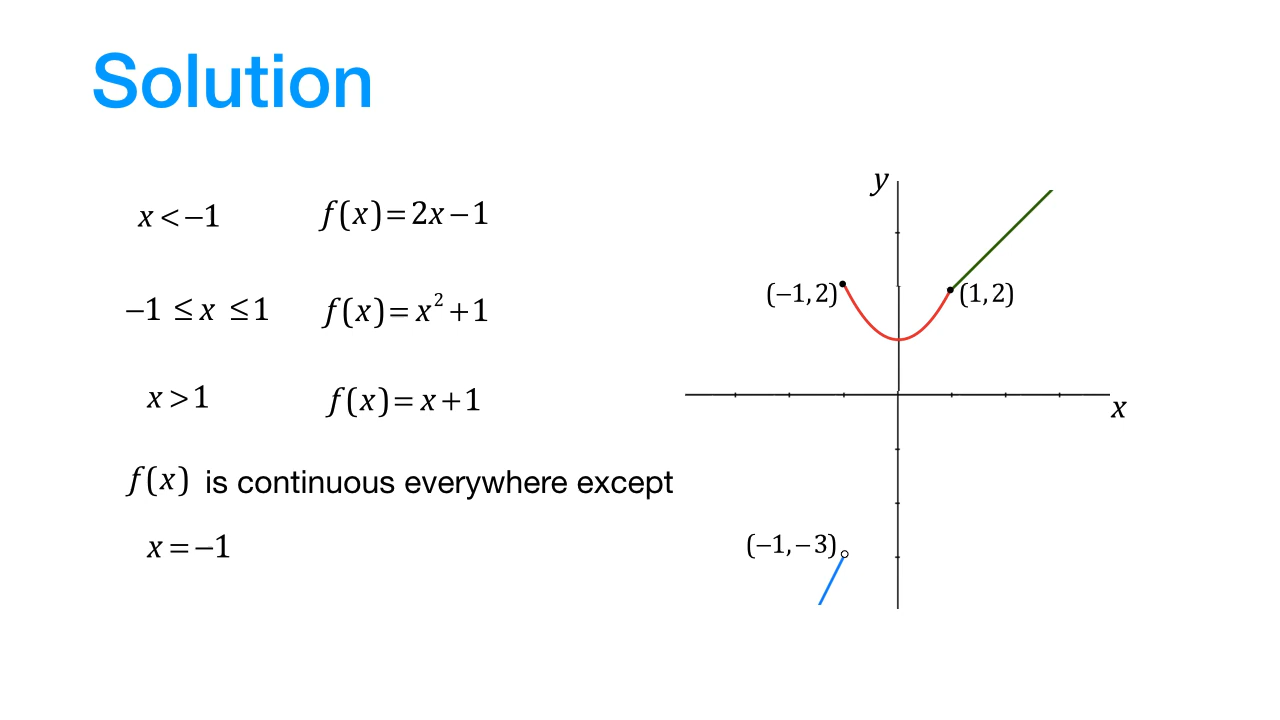 Solution
x < −1 f(x) = 2x − 1
−1 ≤ x ≤ 1 f(x) = x² + 1
x > 1 f(x) = x + 1
f(x) is continuous everywhere except
x = −1
y
(−1, 2)
(1, 2)
x
(−1, −3)